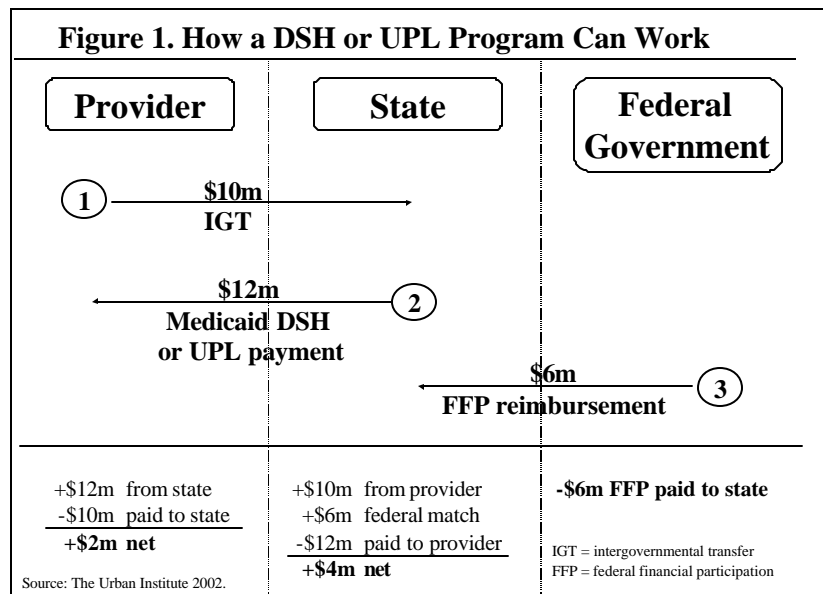 Figure 1. How a DSH or UPL Program Can Work
Provider
State
Federal
Government
1
$10m
IGT
$12m
2
Medicaid DSH
or UPL payment
$6m
3
FFP reimbursement
+$12m from state
-$10m paid to state
+$2m net
+$10m from provider
+$6m federal match
-$12m paid to provider
+$4m net
-$6m FFP paid to state
IGT = intergovernmental transfer
FFP = federal financial participation
Source: The Urban Institute 2002.